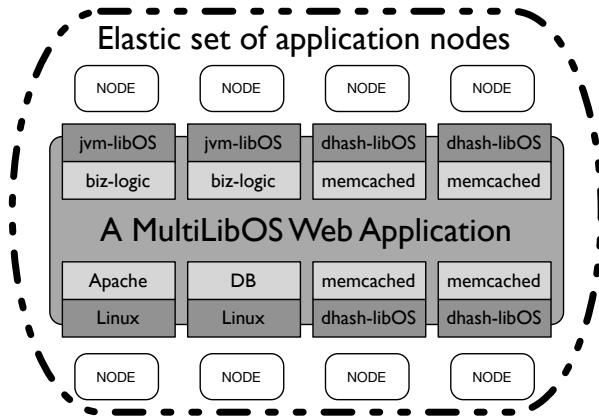 Elastic set of application nodes
NODE NODE NODE NODE
jvm-libOS jvm-libOS dhash-libOS dhash-libOS
biz-logic biz-logic memcached memcached
A MultiLibOS Web Application
Apache DB memcached memcached
Linux Linux dhash-libOS dhash-libOS
NODE NODE NODE NODE